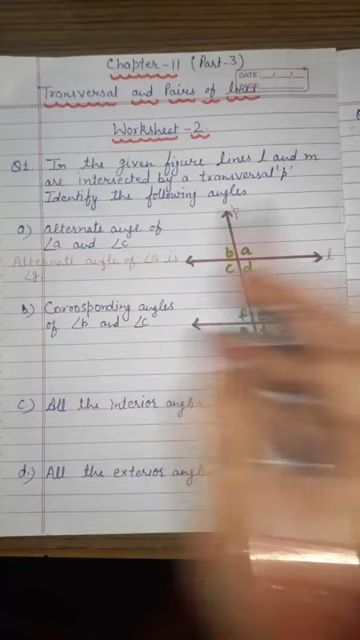 Chapter-11 (Part-3)
DATE
Transversal and Pairs of lines
Worksheet-2
Q1. In the given figure lines l and m
are intersected by a transversal 'p'
Identify the following angles
a) alternate angle of
∠a and ∠c
Alternate angle of ∠a is
∠g.
p
b a
l
c d
b) Coroosponding angles
of ∠b and ∠c
f
c) All the interior angles
d.) All the exterior angl